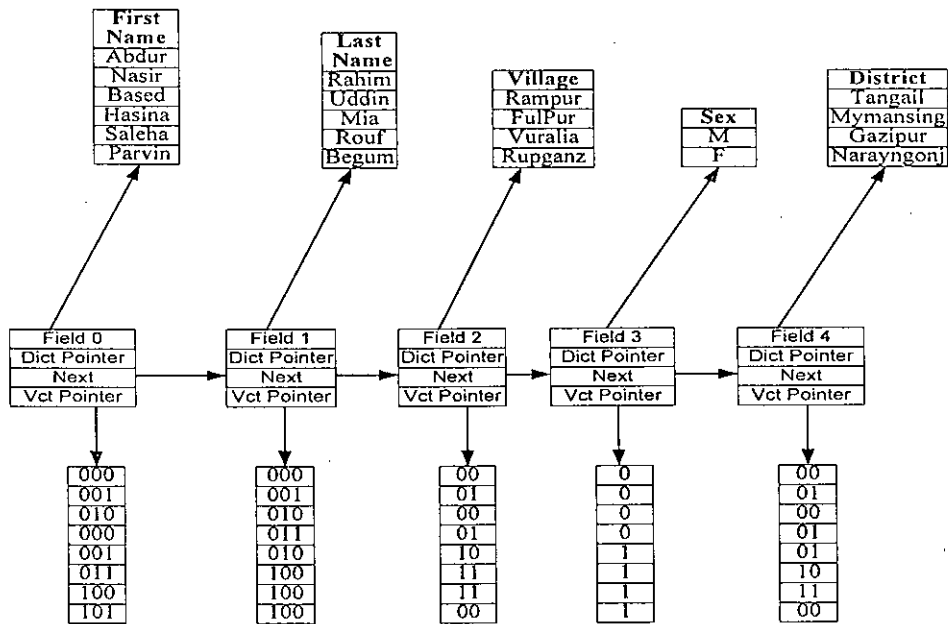 First
Name
Abdur
Nasir
Based
Hasina
Saleha
Parvin
Last
Name
Rahim
Uddin
Mia
Rouf
Begum
Village
Rampur
FulPur
Vuralia
Rupganz
Sex
M
F
District
Tangail
Mymansing
Gazipur
Narayngonj
Field 0
Dict Pointer
Next
Vct Pointer
Field 1
Dict Pointer
Next
Vct Pointer
Field 2
Dict Pointer
Next
Vct Pointer
Field 3
Dict Pointer
Next
Vct Pointer
Field 4
Dict Pointer
Next
Vct Pointer
000
001
010
000
001
011
100
101
000
001
010
011
010
100
100
100
00
01
00
01
10
11
11
00
0
0
0
0
1
1
1
1
00
01
00
01
01
10
11
00